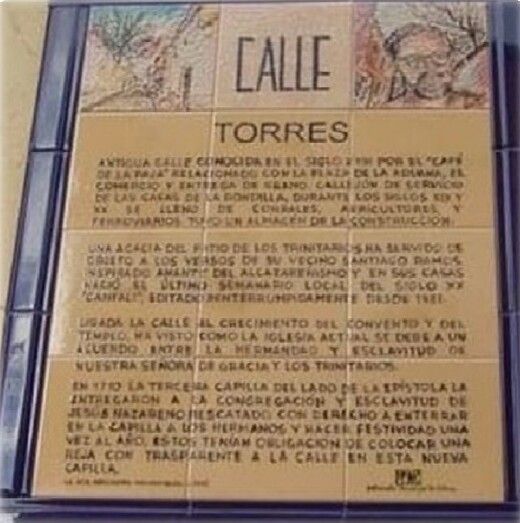 CALLE
TORRES
ANTIGUA CALLE CONOCIDA EN EL SIGLO XVIII POR EL "CAFÉ
DE LA PAJA" RELACIONADO CON LA PLAZA DE LA ADUANA, EL
COMERCIO Y ENTREGA DE GRANO. CALLEJÓN DE SERVICIO
DE LAS CASAS DE LA RONDILLA, DURANTE LOS SIGLOS XIX Y
XX SE LLENÓ DE CORRALES, AGRICULTORES Y
FERROVIARIOS. TUVO EN ALMACEN DE LA CONSTRUCCIÓN.
UNA ACACIA DEL PATIO DE LOS TRINITARIOS HA SERVIDO DE
OBJETO A LOS VERSOS DE SU VECINO SANTIAGO RAMOS.
INSPIRADO AMANTE DEL ALCAZAREÑISMO Y EN SUS CASAS
NACIÓ EL ÚLTIMO SEMANARIO LOCAL DEL SIGLO XX
"CANFALI", EDITADO ININTERRUMPIDAMENTE DESDE
LIGADA LA CALLE AL CRECIMIENTO DEL CONVENTO Y DEL
TEMPLO, HA VISTO COMO LA IGLESIA ACTUAL SE DEBE A UN
ACUERDO ENTRE LA HERMANDAD Y ESCLAVITUD DE
NUESTRA SEÑORA DE GRACIA Y LOS TRINITARIOS.
EN 1710 LA TERCERA CAPILLA DEL LADO DE LA EPÍSTOLA LA
ENTREGARON A LA CONGREGACIÓN Y ESCLAVITUD DE
JESÚS NAZARENO RESCATADO CON DERECHO A ENTERRAR
EN LA CAPILLA A LOS HERMANOS Y HACER FESTIVIDAD UNA
VEZ AL AÑO, ESTOS TENÍAN OBLIGACIÓN DE COLOCAR UNA
REJA CON TRASPARENTE A LA CALLE EN ESTA NUEVA
CAPILLA.